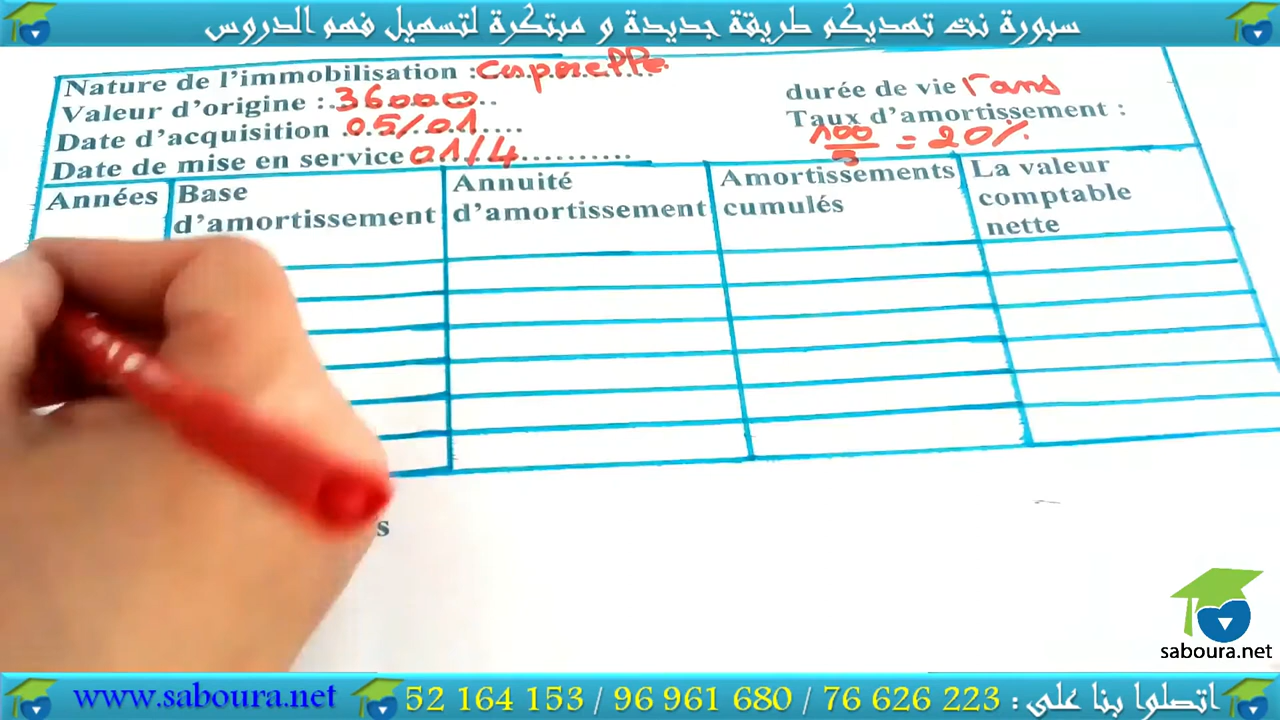 سبورة نت تهديكم طريقة جديدة و مبتكرة لتسهيل فهم الدروس
Nature de l'immobilisation : corporelle
Valeur d'origine : 36000
Date d'acquisition 05/01
Date de mise en service 01/4
durée de vie 5 ans
Taux d'amortissement :
100/5 = 20%
Années
Base d'amortissement
Annuité d'amortissement
Amortissements cumulés
La valeur comptable nette
s
saboura.net
www.saboura.net
52 164 153 / 96 961 680 / 76 626 223 : اتصلوا بنا على